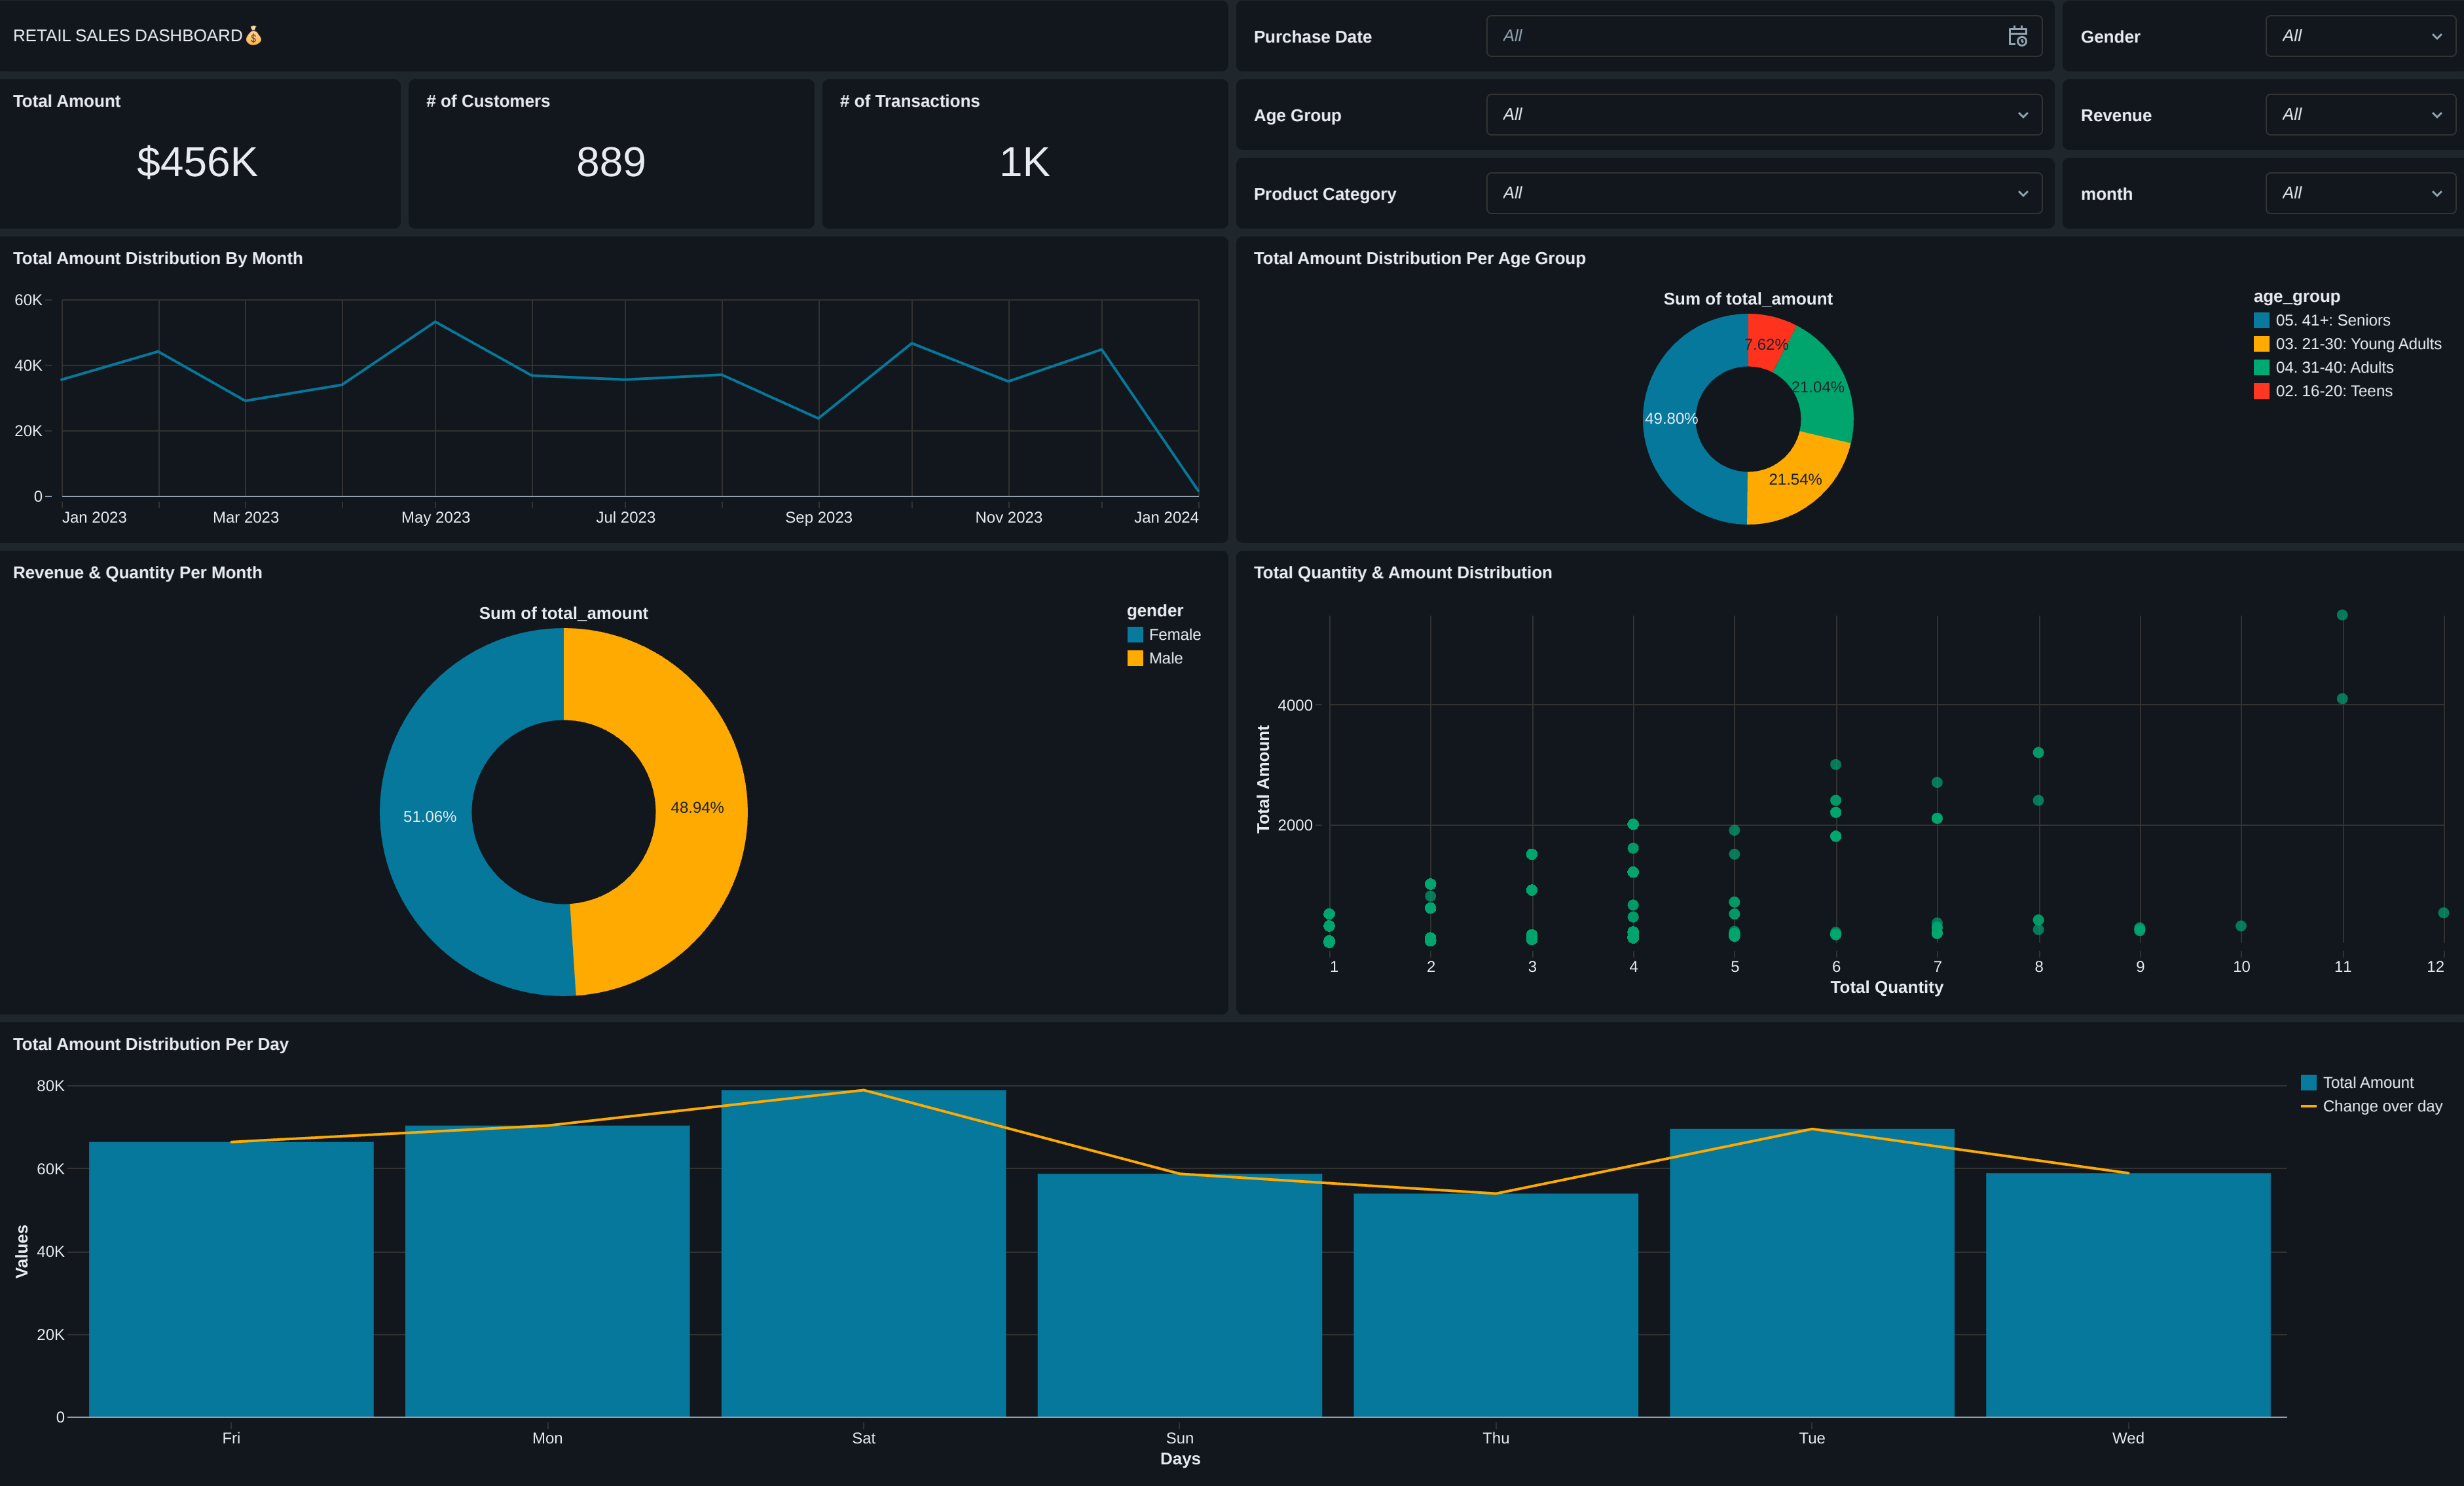 RETAIL SALES DASHBOARD💰
Purchase Date
All
Gender
All
Total Amount
$456K
# of Customers
889
# of Transactions
1K
Age Group
All
Revenue
All
Product Category
All
month
All
Total Amount Distribution By Month
60K
40K
20K
0
Jan 2023 Mar 2023 May 2023 Jul 2023 Sep 2023 Nov 2023 Jan 2024
Total Amount Distribution Per Age Group
Sum of total_amount
7.62%
21.04%
49.80%
21.54%
age_group
05. 41+: Seniors
03. 21-30: Young Adults
04. 31-40: Adults
02. 16-20: Teens
Revenue & Quantity Per Month
Sum of total_amount
51.06%
48.94%
gender
Female
Male
Total Quantity & Amount Distribution
Total Amount
4000
2000
1 2 3 4 5 6 7 8 9 10 11 12
Total Quantity
Total Amount Distribution Per Day
Values
80K
60K
40K
20K
0
Fri Mon Sat Sun Thu Tue Wed
Days
Total Amount
Change over day